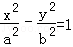 x²/a² − y²/b² = 1